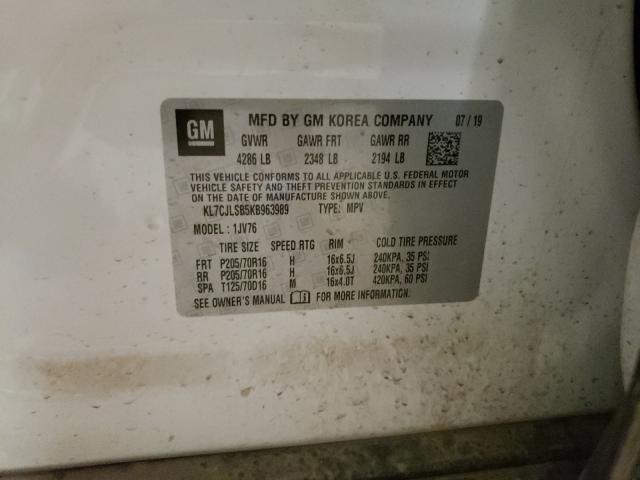 GM
MFD BY GM KOREA COMPANY 07 / 19
GVWR GAWR FRT GAWR RR
4286 LB 2348 LB 2194 LB
THIS VEHICLE CONFORMS TO ALL APPLICABLE U.S. FEDERAL MOTOR
VEHICLE SAFETY AND THEFT PREVENTION STANDARDS IN EFFECT
ON THE DATE OF MANUFACTURE SHOWN ABOVE.
KL7CJLSB5KB963989 TYPE: MPV
MODEL : 1JV76
TIRE SIZE SPEED RTG RIM COLD TIRE PRESSURE
FRT P205/70R16 H 16x6.5J 240KPA, 35 PSI
RR P205/70R16 H 16x6.5J 240KPA, 35 PSI
SPA T125/70D16 M 16x4.0T 420KPA, 60 PSI
SEE OWNER'S MANUAL FOR MORE INFORMATION.